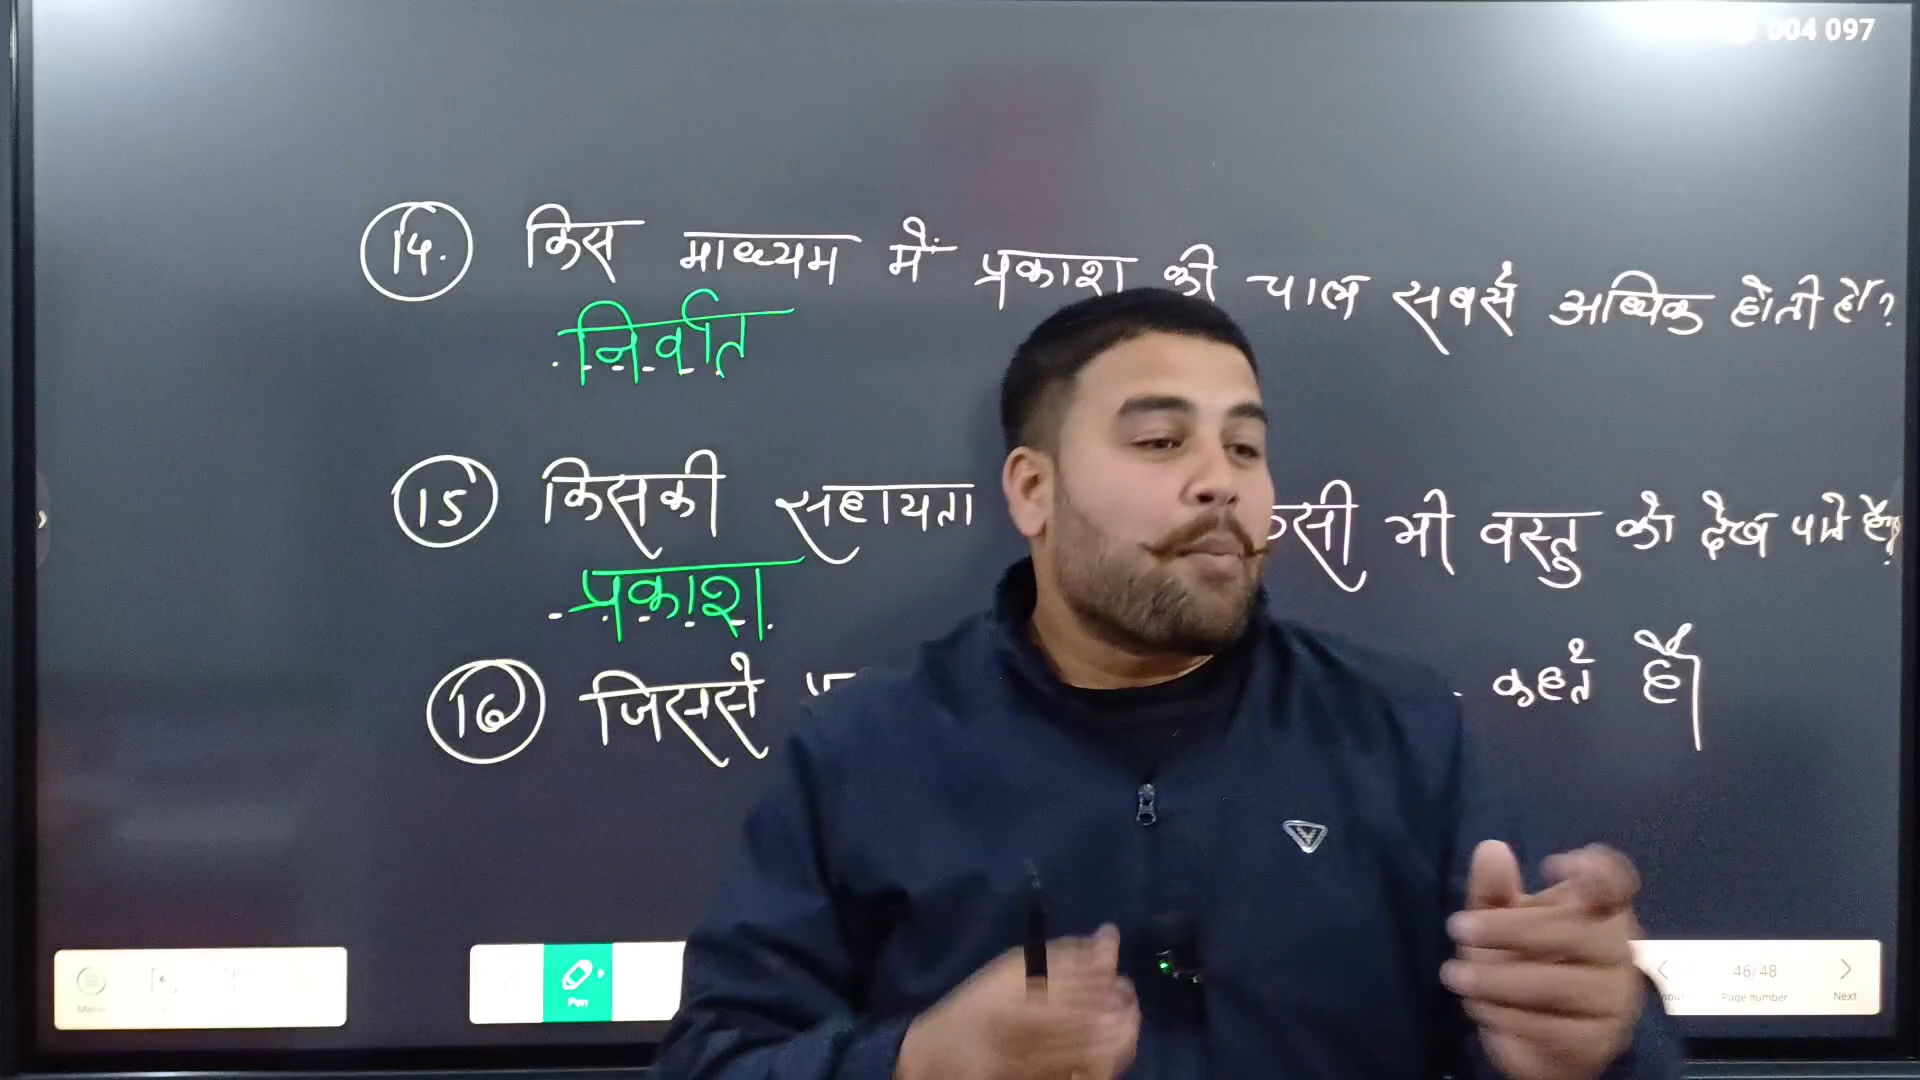 004 097
14. किस माध्यम में प्रकाश की चाल सबसे अधिक होती है?
निर्वात
15 किसकी सहायता किसी भी वस्तु को देख पाते है?
प्रकाश
16 जिससे कहते है।
Menu
Pen
46/48
Page number
Next